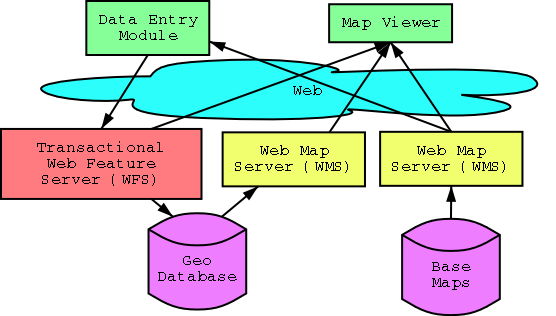 Data Entry
Module
Map Viewer
Web
Transactional
Web Feature
Server ( WFS)
Web Map
Server ( WMS)
Web Map
Server ( WMS)
Geo
Database
Base
Maps